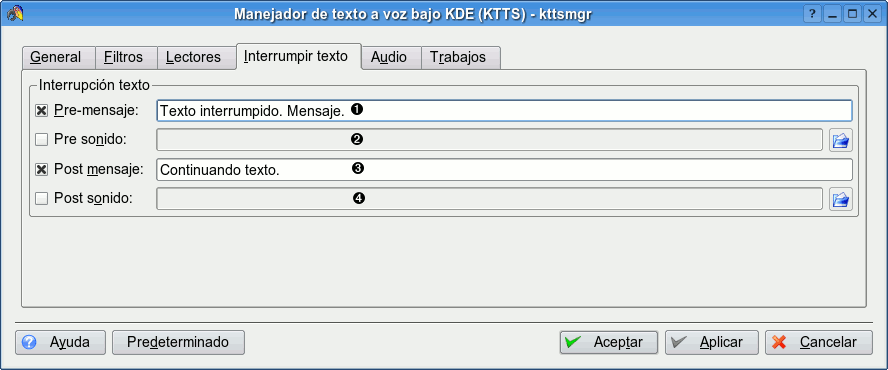 Manejador de texto a voz bajo KDE (KTTS) - kttsmgr
General Filtros Lectores Interrumpir texto Audio Trabajos
Interrupción texto
Pre-mensaje: Texto interrumpido. Mensaje. ❶
Pre sonido: ❷
Post mensaje: Continuando texto. ❸
Post sonido: ❹
Ayuda Predeterminado Aceptar Aplicar Cancelar